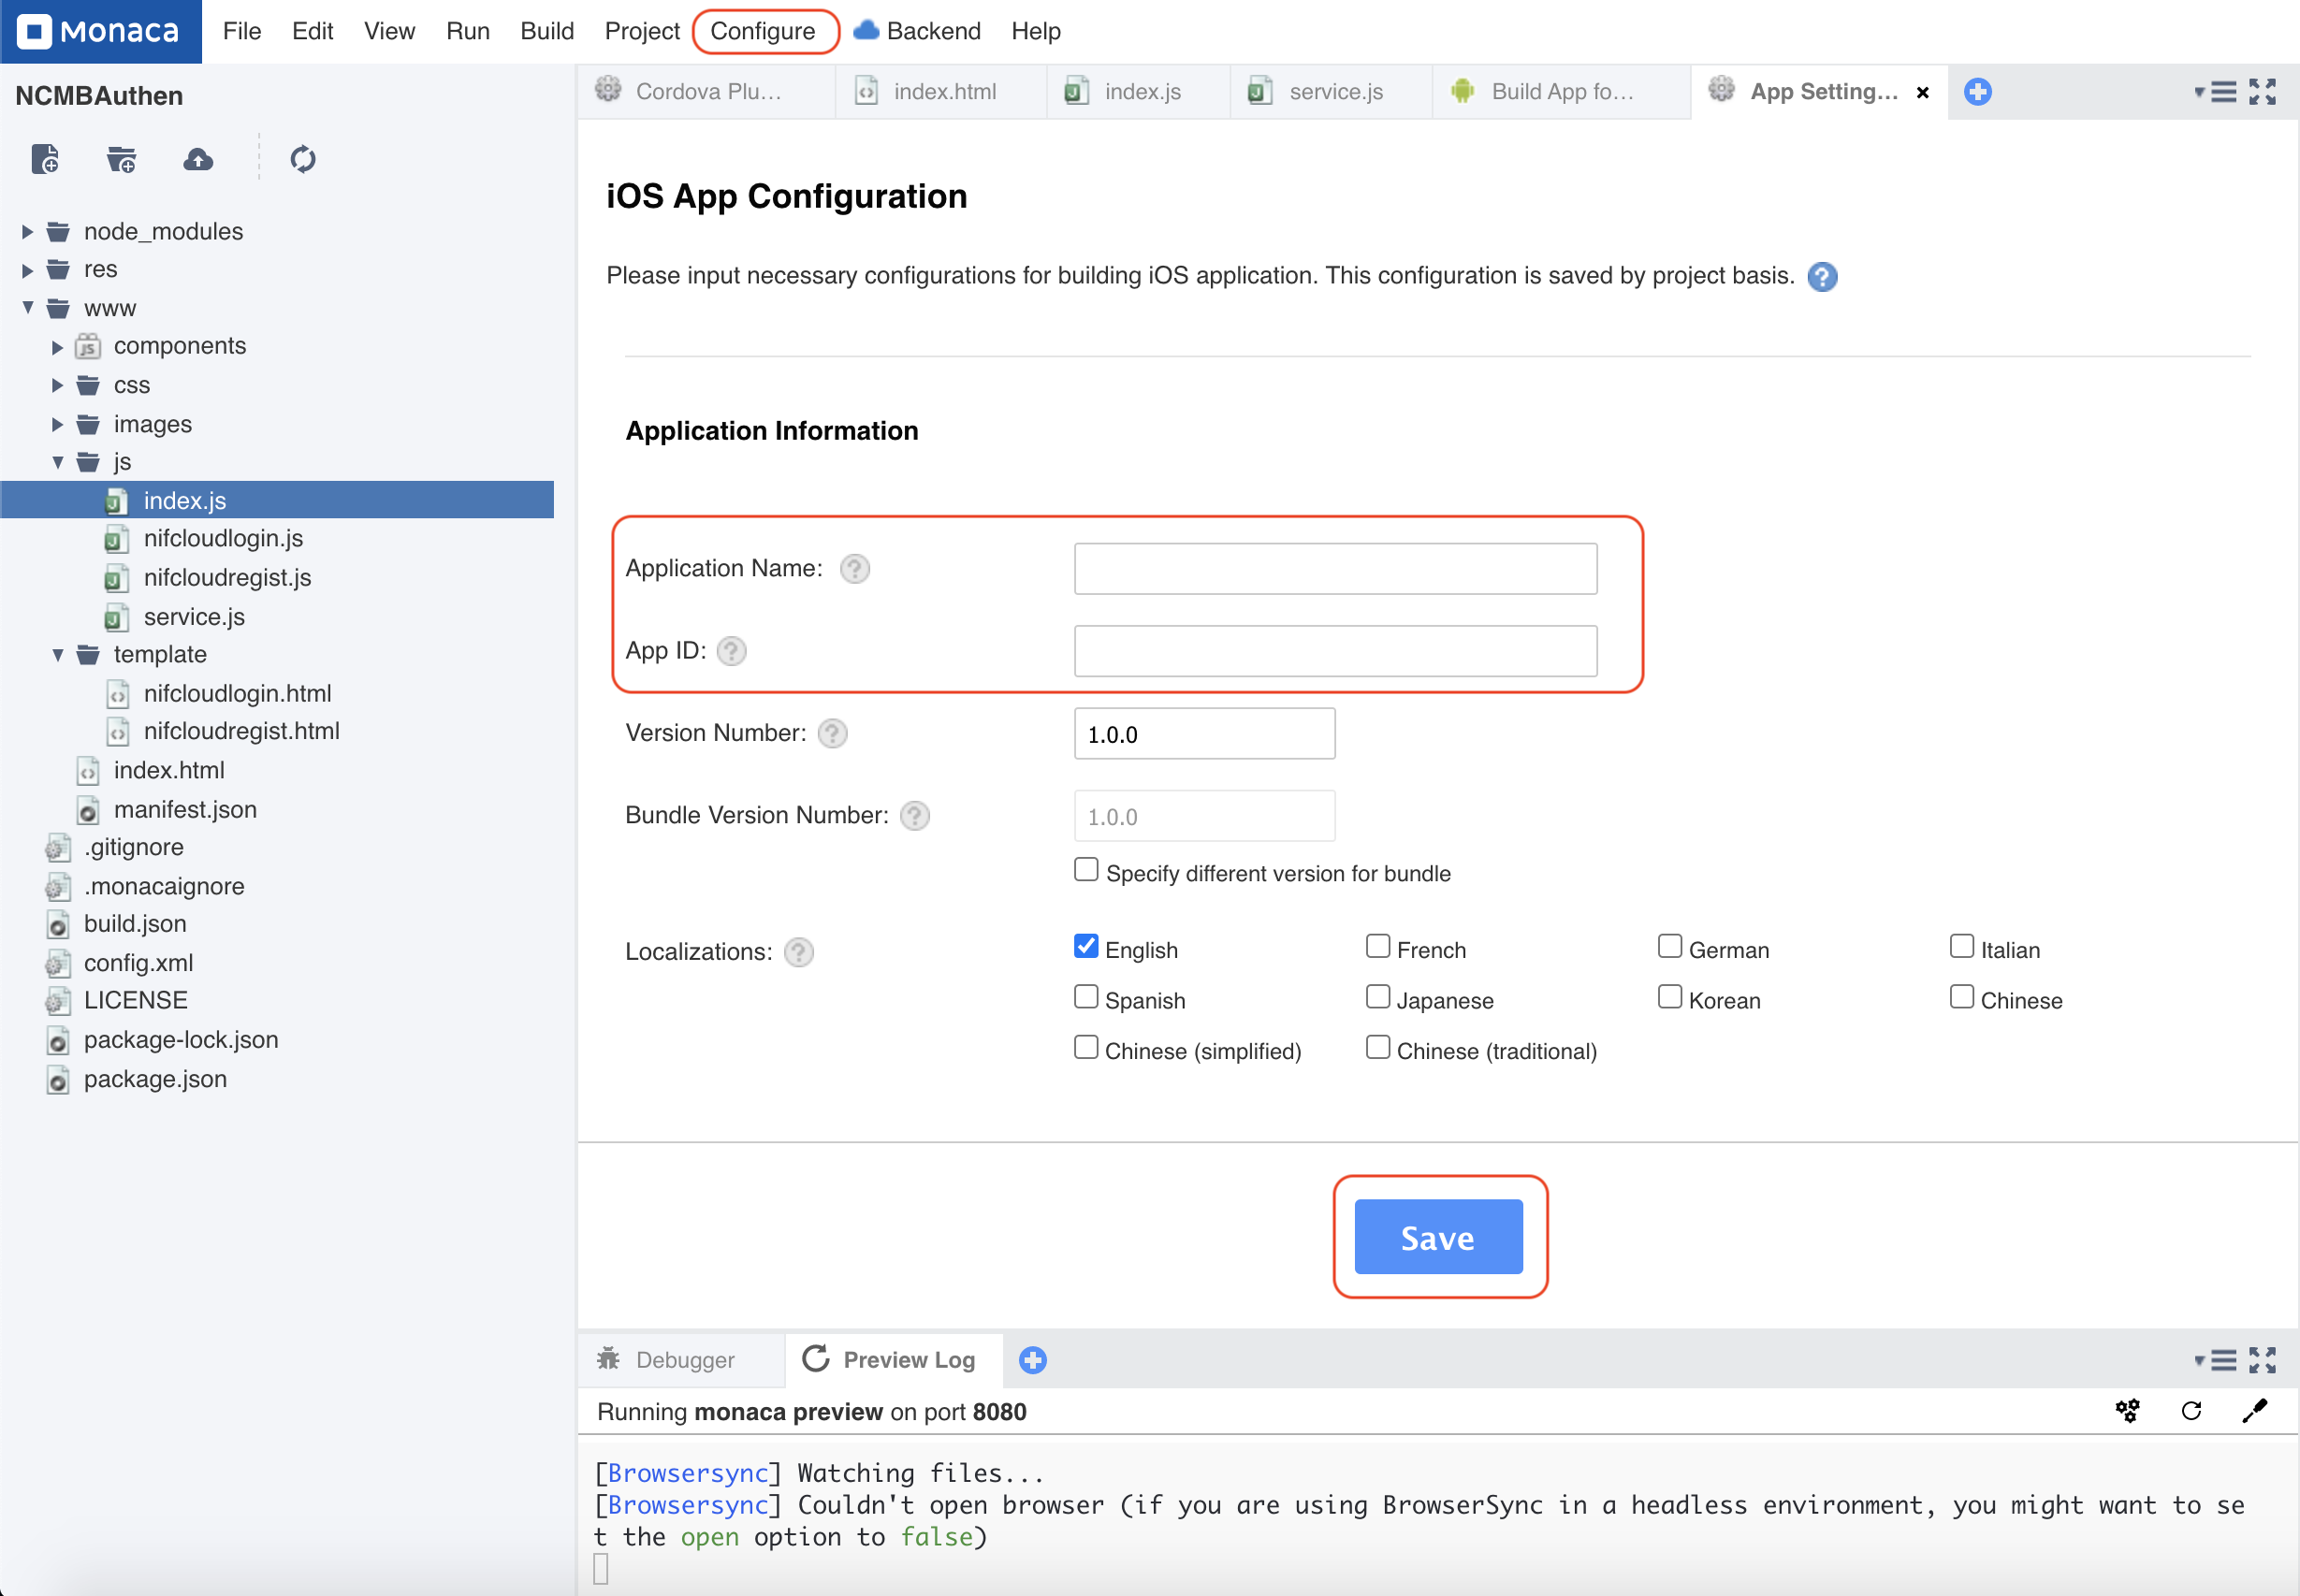 Monaca File Edit View Run Build Project Configure Backend Help
NCMBAuthen
Cordova Plu... index.html index.js service.js Build App fo... App Setting... ×
node_modules
res
www
components
css
images
js
index.js
nifcloudlogin.js
nifcloudregist.js
service.js
template
nifcloudlogin.html
nifcloudregist.html
index.html
manifest.json
.gitignore
.monacaignore
build.json
config.xml
LICENSE
package-lock.json
package.json
iOS App Configuration
Please input necessary configurations for building iOS application. This configuration is saved by project basis. ?
Application Information
Application Name: ?
App ID: ?
Version Number: ? 1.0.0
Bundle Version Number: ? 1.0.0
Specify different version for bundle
Localizations: ? English French German Italian
Spanish Japanese Korean Chinese
Chinese (simplified) Chinese (traditional)
Save
Debugger Preview Log
Running monaca preview on port 8080
[Browsersync] Watching files...
[Browsersync] Couldn't open browser (if you are using BrowserSync in a headless environment, you might want to se
t the open option to false)